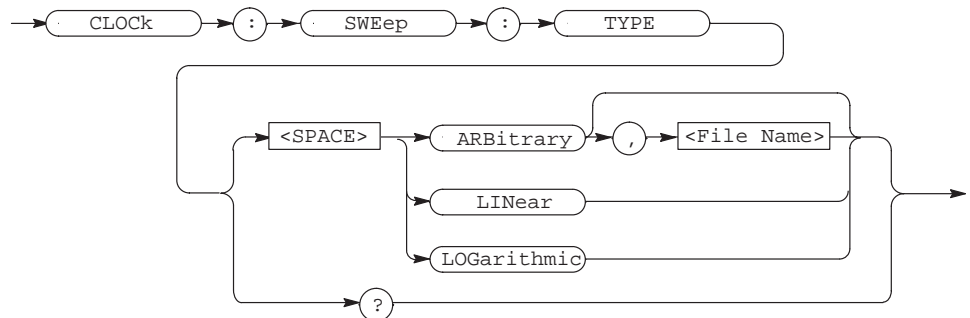 CLOCk : SWEep : TYPE
<SPACE> ARBitrary , <File Name>
LINear
LOGarithmic
?